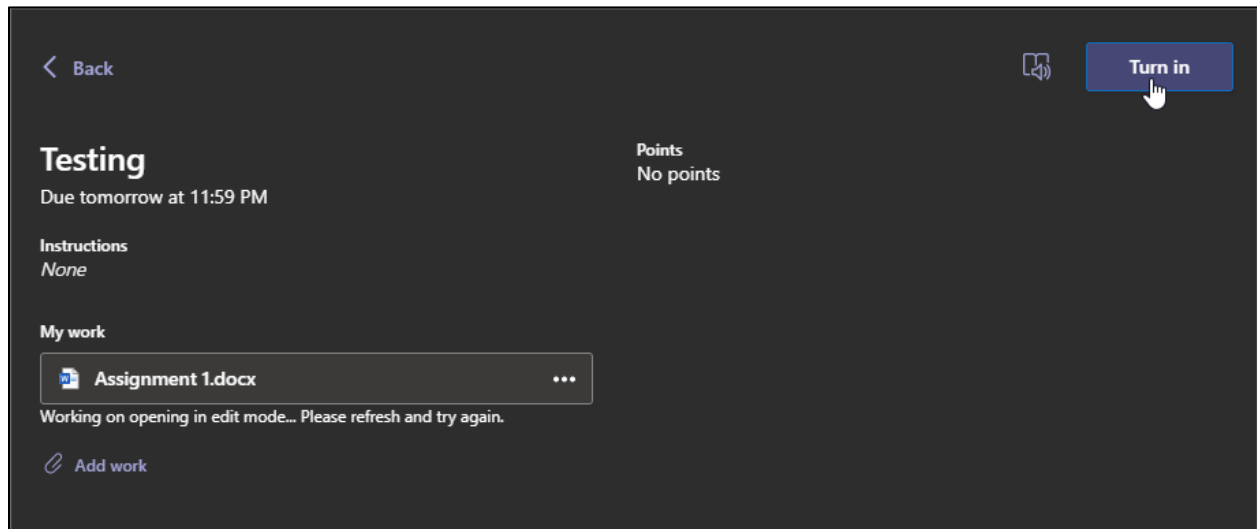 Back
Turn in
Testing
Due tomorrow at 11:59 PM
Points
No points
Instructions
None
My work
Assignment 1.docx
Working on opening in edit mode... Please refresh and try again.
Add work